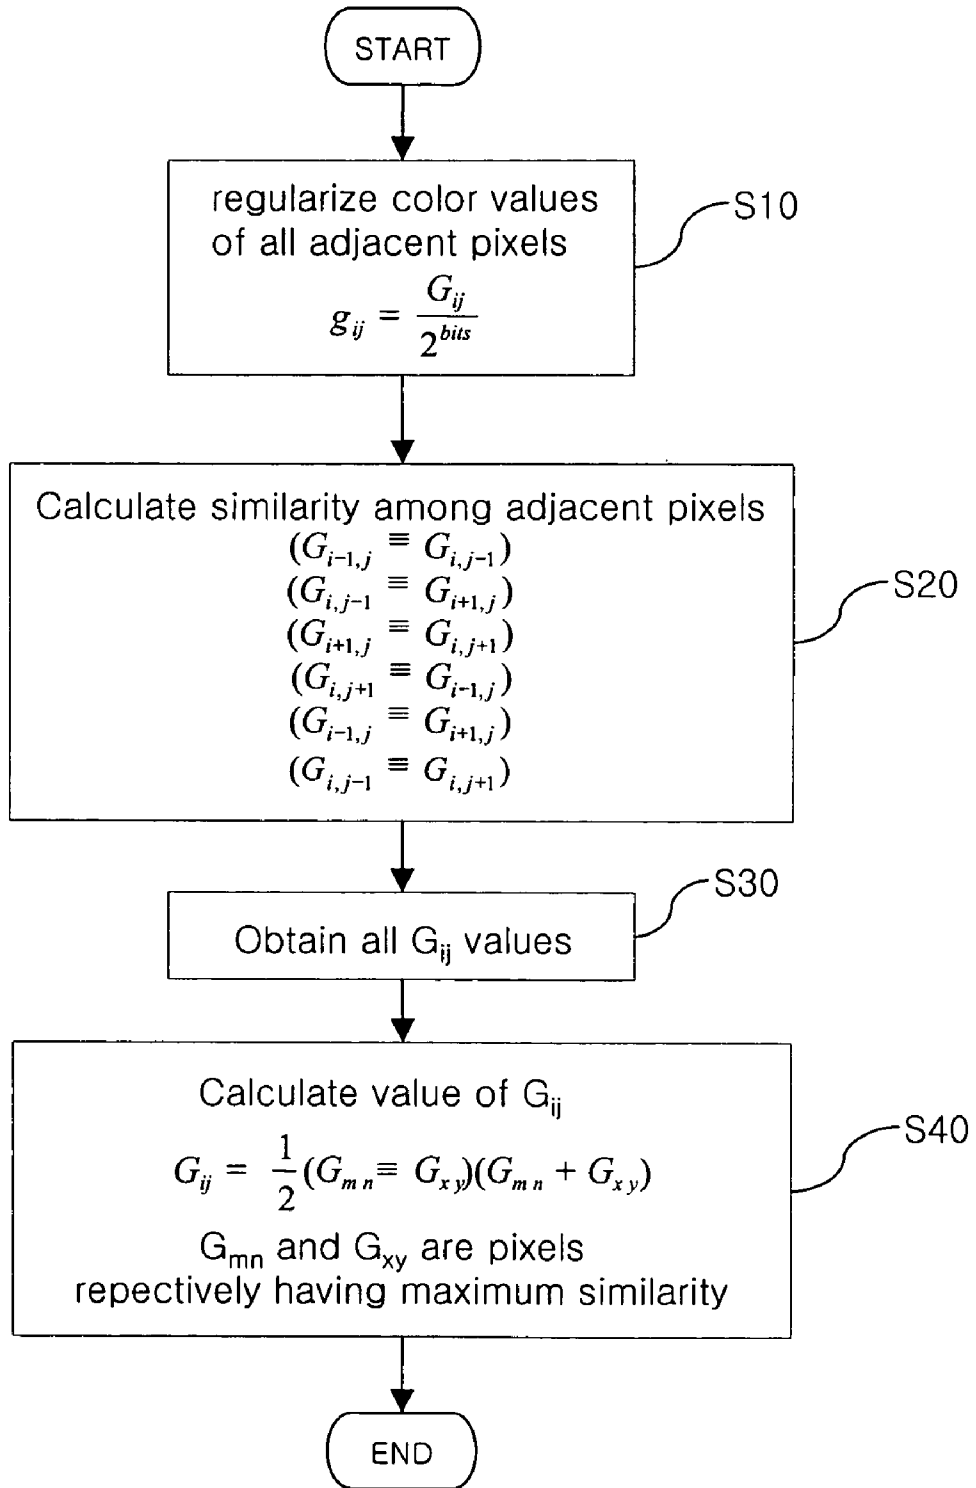 START
regularize color values
of all adjacent pixels
g_ij = G_ij / 2^bits
S10
Calculate similarity among adjacent pixels
(G_i-1,j ≡ G_i,j-1)
(G_i,j-1 ≡ G_i+1,j)
(G_i+1,j ≡ G_i,j+1)
(G_i,j+1 ≡ G_i-1,j)
(G_i-1,j ≡ G_i+1,j)
(G_i,j-1 ≡ G_i,j+1)
S20
S30
Obtain all G_ij values
Calculate value of G_ij
G_ij = 1/2 (G_mn ≡ G_xy)(G_mn + G_xy)
G_mn and G_xy are pixels
repectively having maximum similarity
S40
END